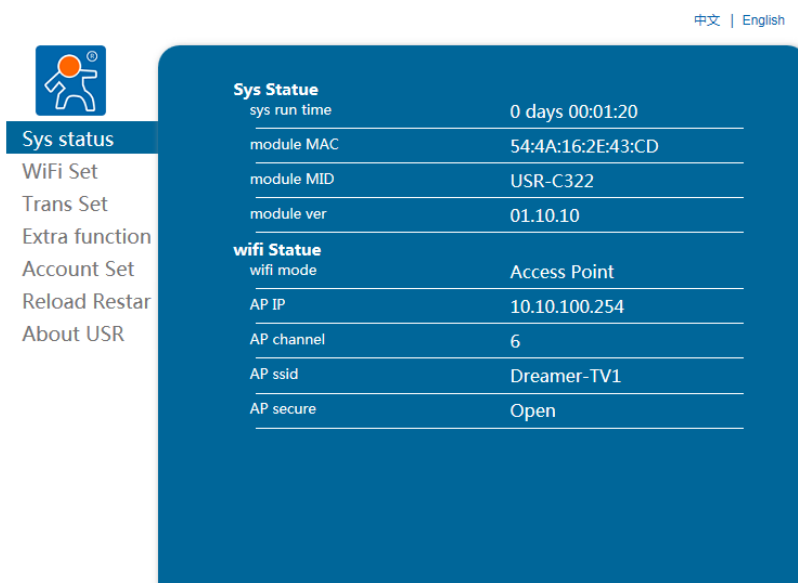 中文 | English
®
Sys status
WiFi Set
Trans Set
Extra function
Account Set
Reload Restar
About USR
Sys Statue
sys run time 0 days 00:01:20
module MAC 54:4A:16:2E:43:CD
module MID USR-C322
module ver 01.10.10
wifi Statue
wifi mode Access Point
AP IP 10.10.100.254
AP channel 6
AP ssid Dreamer-TV1
AP secure Open